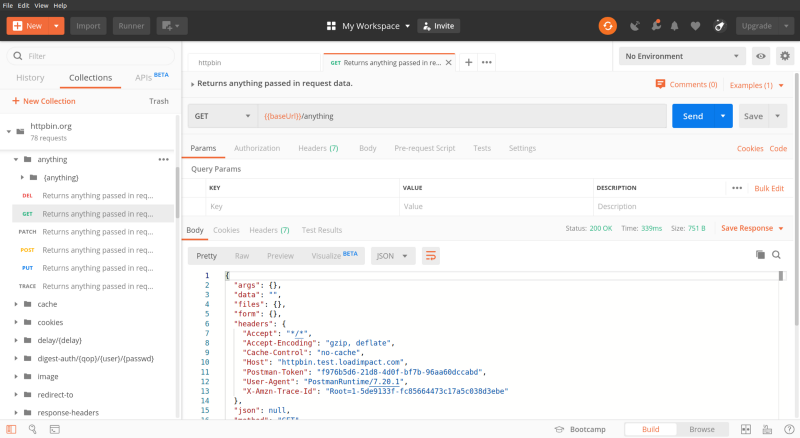 File Edit View Help
New Import Runner My Workspace Invite Upgrade
Filter
History Collections APIs BETA
New Collection Trash
httpbin.org
78 requests
anything
{anything}
DEL Returns anything passed in req...
GET Returns anything passed in req...
PATCH Returns anything passed in req...
POST Returns anything passed in req...
PUT Returns anything passed in req...
TRACE Returns anything passed in req...
cache
cookies
delay/{delay}
digest-auth/{qop}/{user}/{passwd}
image
redirect-to
response-headers
httpbin GET Returns anything passed in re... No Environment
Returns anything passed in request data. Comments (0) Examples (1)
GET {{baseUrl}}/anything Send Save
Params Authorization Headers (7) Body Pre-request Script Tests Settings Cookies Code
Query Params
KEY VALUE DESCRIPTION Bulk Edit
Key Value Description
Body Cookies Headers (7) Test Results Status: 200 OK Time: 339ms Size: 751 B Save Response
Pretty Raw Preview Visualize BETA JSON
1 {
2 "args": {},
3 "data": "",
4 "files": {},
5 "form": {},
6 "headers": {
7 "Accept": "*/*",
8 "Accept-Encoding": "gzip, deflate",
9 "Cache-Control": "no-cache",
10 "Host": "httpbin.test.loadimpact.com",
11 "Postman-Token": "f976b5d6-21d8-4d0f-bf7b-96aa60dccabd",
12 "User-Agent": "PostmanRuntime/7.20.1",
13 "X-Amzn-Trace-Id": "Root=1-5de9133f-fc85664473c17a5c038d3ebe"
14 },
15 "json": null,
16 "method": "GET",
Bootcamp Build Browse